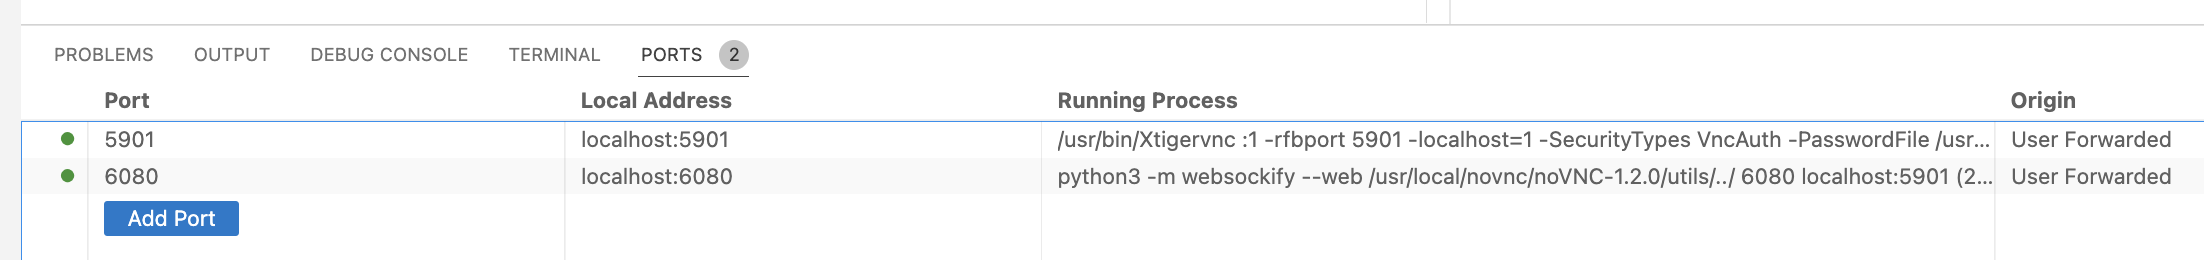 PROBLEMS OUTPUT DEBUG CONSOLE TERMINAL PORTS 2
Port Local Address Running Process Origin
5901 localhost:5901 /usr/bin/Xtigervnc :1 -rfbport 5901 -localhost=1 -SecurityTypes VncAuth -PasswordFile /usr... User Forwarded
6080 localhost:6080 python3 -m websockify --web /usr/local/novnc/noVNC-1.2.0/utils/../ 6080 localhost:5901 (2... User Forwarded
Add Port